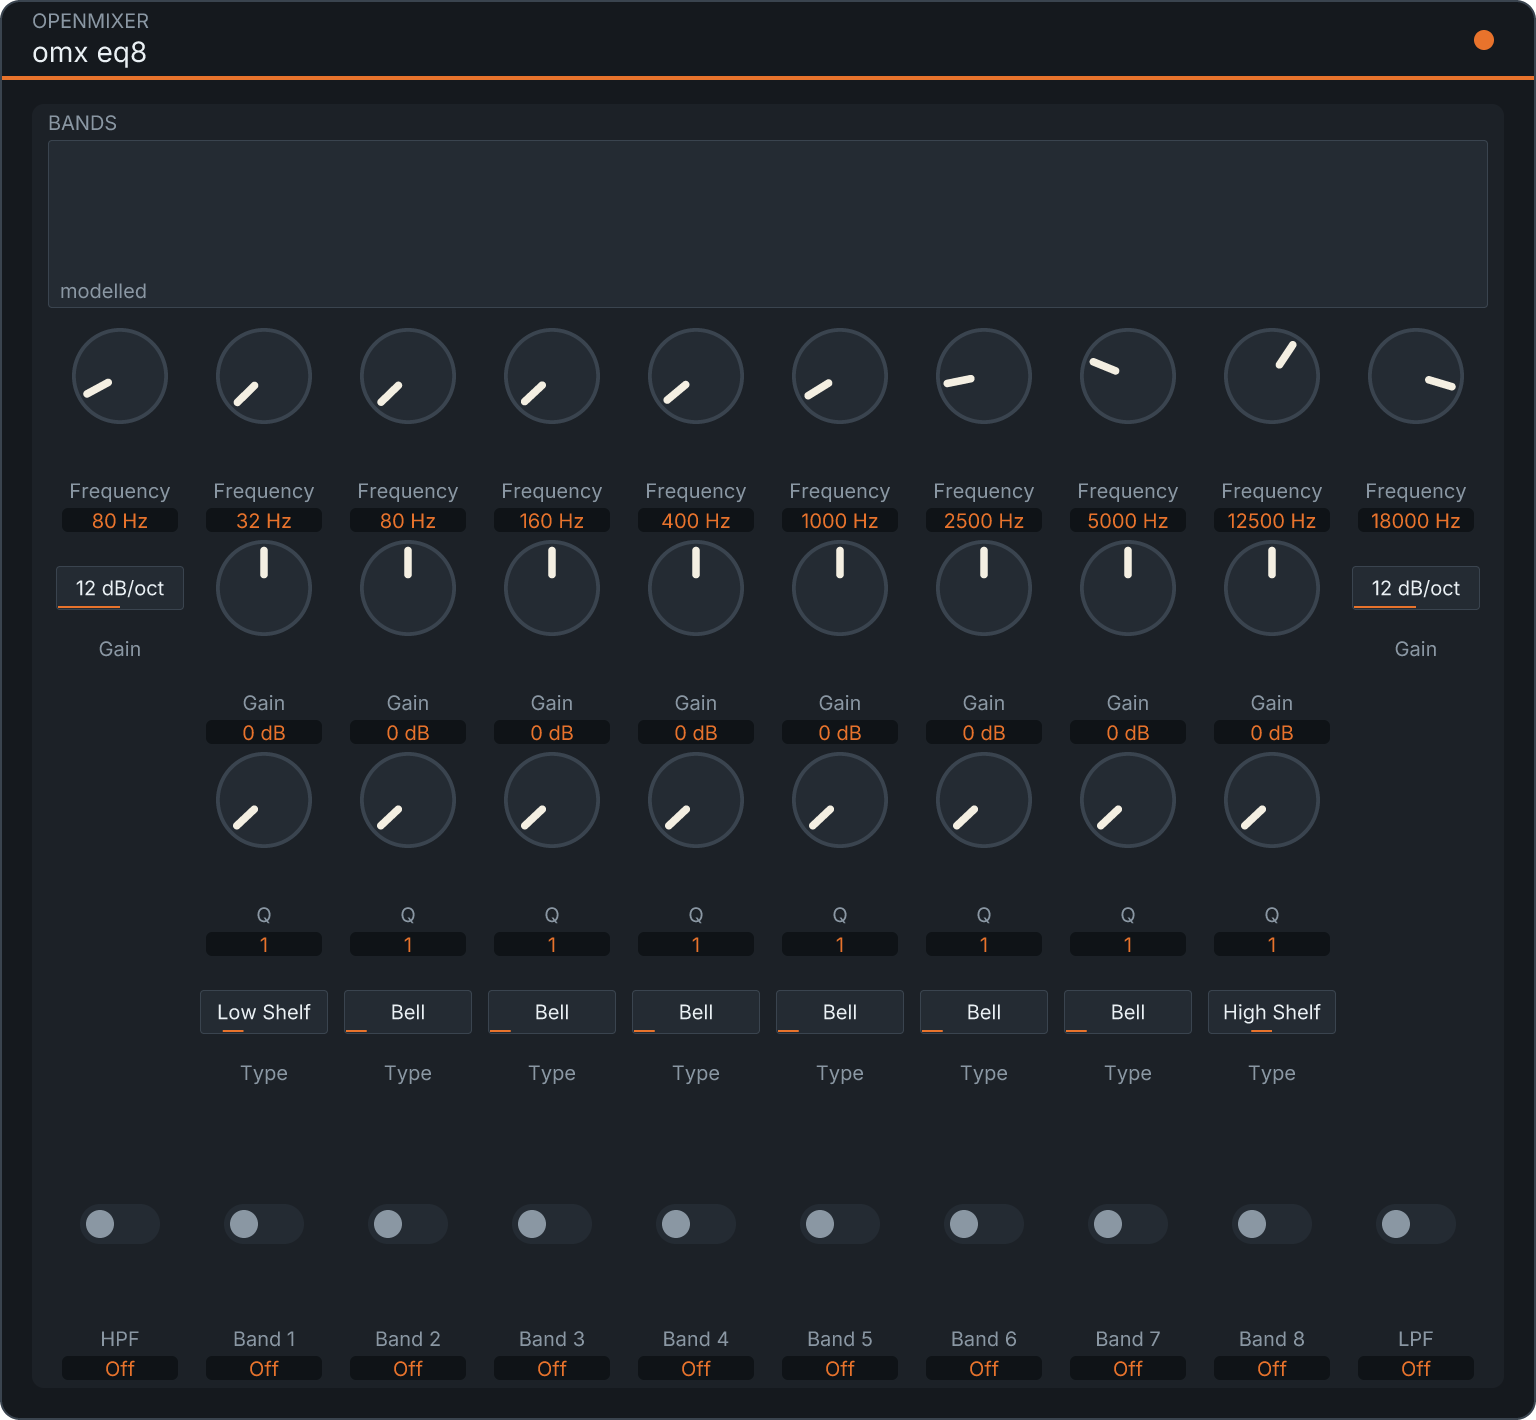 OPENMIXER
omx eq8
BANDS
modelled
Frequency Frequency Frequency Frequency Frequency Frequency Frequency Frequency Frequency Frequency
80 Hz 32 Hz 80 Hz 160 Hz 400 Hz 1000 Hz 2500 Hz 5000 Hz 12500 Hz 18000 Hz
12 dB/oct 12 dB/oct
Gain Gain
Gain Gain Gain Gain Gain Gain Gain Gain
0 dB 0 dB 0 dB 0 dB 0 dB 0 dB 0 dB 0 dB
Q Q Q Q Q Q Q Q
1 1 1 1 1 1 1 1
Low Shelf Bell Bell Bell Bell Bell Bell High Shelf
Type Type Type Type Type Type Type Type
HPF Band 1 Band 2 Band 3 Band 4 Band 5 Band 6 Band 7 Band 8 LPF
Off Off Off Off Off Off Off Off Off Off